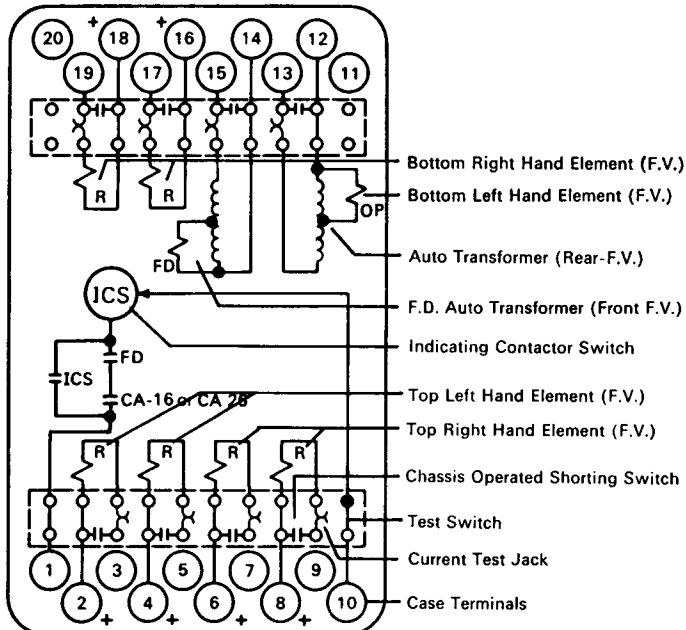 + +
20 18 16 14 12
19 17 15 13 11
Bottom Right Hand Element (F.V.)
R R
Bottom Left Hand Element (F.V.)
OP
Auto Transformer (Rear-F.V.)
FD
ICS
F.D. Auto Transformer (Front F.V.)
Indicating Contactor Switch
FD
ICS
CA-16 or CA 26
Top Left Hand Element (F.V.)
Top Right Hand Element (F.V.)
R R R R
Chassis Operated Shorting Switch
Test Switch
Current Test Jack
1 3 5 7 9
2 4 6 8 10
Case Terminals
+ + + +